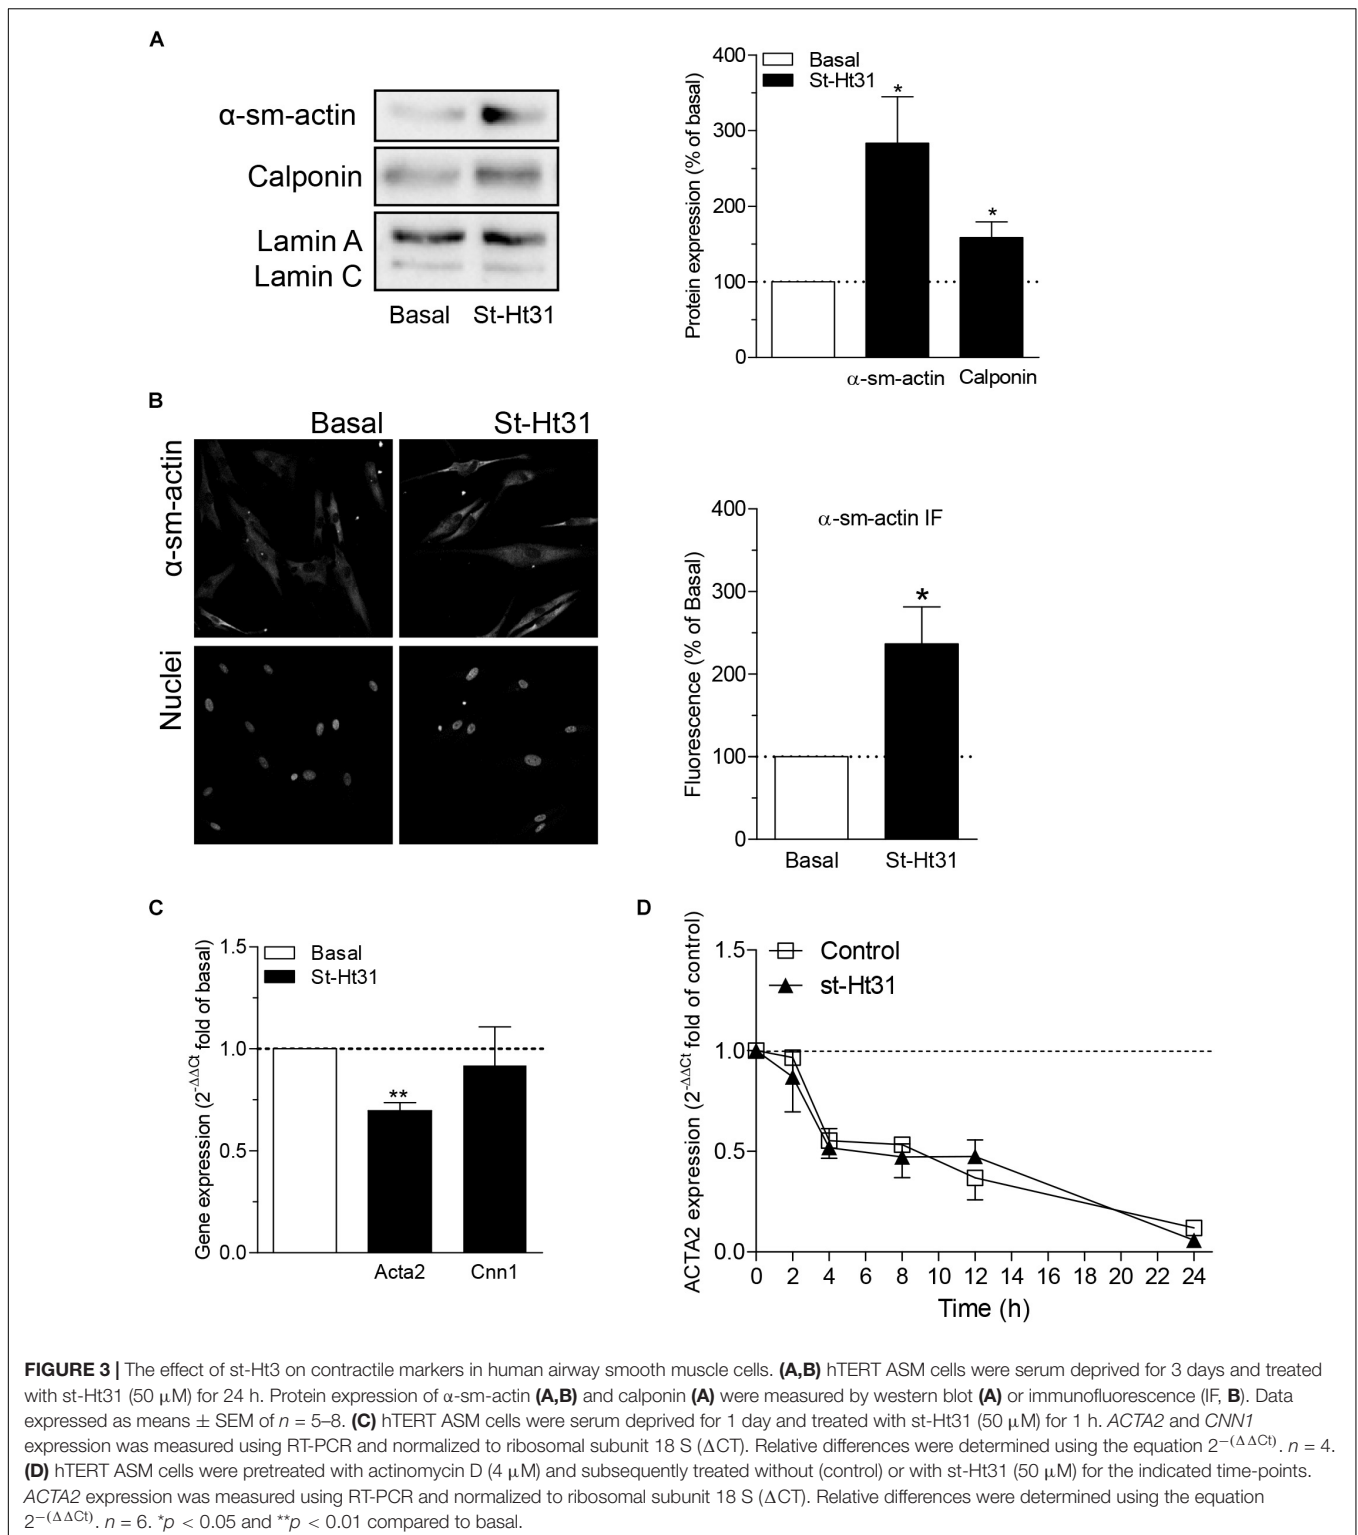 A
α-sm-actin
Calponin
Lamin A
Lamin C
Basal St-Ht31
Protein expression (% of basal)
400
300
200
100
0
Basal
St-Ht31
*
*
α-sm-actin Calponin
B
Basal St-Ht31
α-sm-actin
Nuclei
Fluorescence (% of Basal)
400
300
200
100
0
α-sm-actin IF
*
Basal St-Ht31
C
Gene expression (2^-ΔΔCt fold of basal)
1.5
1.0
0.5
0.0
Basal
St-Ht31
**
Acta2 Cnn1
D
ACTA2 expression (2^-ΔΔCt fold of control)
1.5
1.0
0.5
0.0
Control
st-Ht31
0 2 4 6 8 10 12 14 16 18 20 22 24
Time (h)
FIGURE 3 | The effect of st-Ht3 on contractile markers in human airway smooth muscle cells. (A,B) hTERT ASM cells were serum deprived for 3 days and treated
with st-Ht31 (50 μM) for 24 h. Protein expression of α-sm-actin (A,B) and calponin (A) were measured by western blot (A) or immunofluorescence (IF, B). Data
expressed as means ± SEM of n = 5–8. (C) hTERT ASM cells were serum deprived for 1 day and treated with st-Ht31 (50 μM) for 1 h. ACTA2 and CNN1
expression was measured using RT-PCR and normalized to ribosomal subunit 18 S (ΔCT). Relative differences were determined using the equation 2^−(ΔΔCt). n = 4.
(D) hTERT ASM cells were pretreated with actinomycin D (4 μM) and subsequently treated without (control) or with st-Ht31 (50 μM) for the indicated time-points.
ACTA2 expression was measured using RT-PCR and normalized to ribosomal subunit 18 S (ΔCT). Relative differences were determined using the equation
2^−(ΔΔCt). n = 6. *p < 0.05 and **p < 0.01 compared to basal.